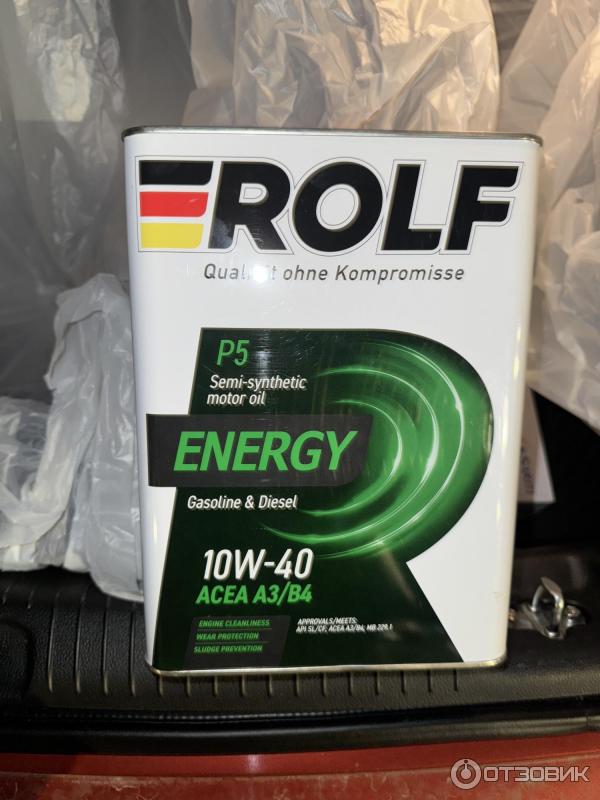 ROLF
Qualität ohne Kompromisse
P5
Semi-synthetic
motor oil
ENERGY
Gasoline & Diesel
10W-40
ACEA A3/B4
ENGINE CLEANLINESS
WEAR PROTECTION
SLUDGE PREVENTION
APPROVALS/MEETS:
API SL/CF; ACEA A3/B4; MB 229.1
ОТЗОВИК